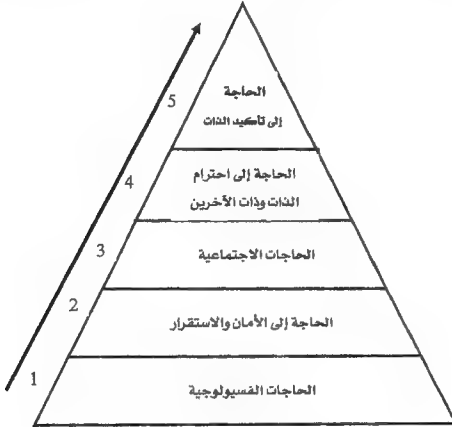 5
الحاجة
إلى تأكيد الذات
4
الحاجة إلى احترام
الذات وذات الآخرين
3
الحاجات الاجتماعية
2
الحاجة إلى الأمان والاستقرار
1
الحاجات الفسيولوجية